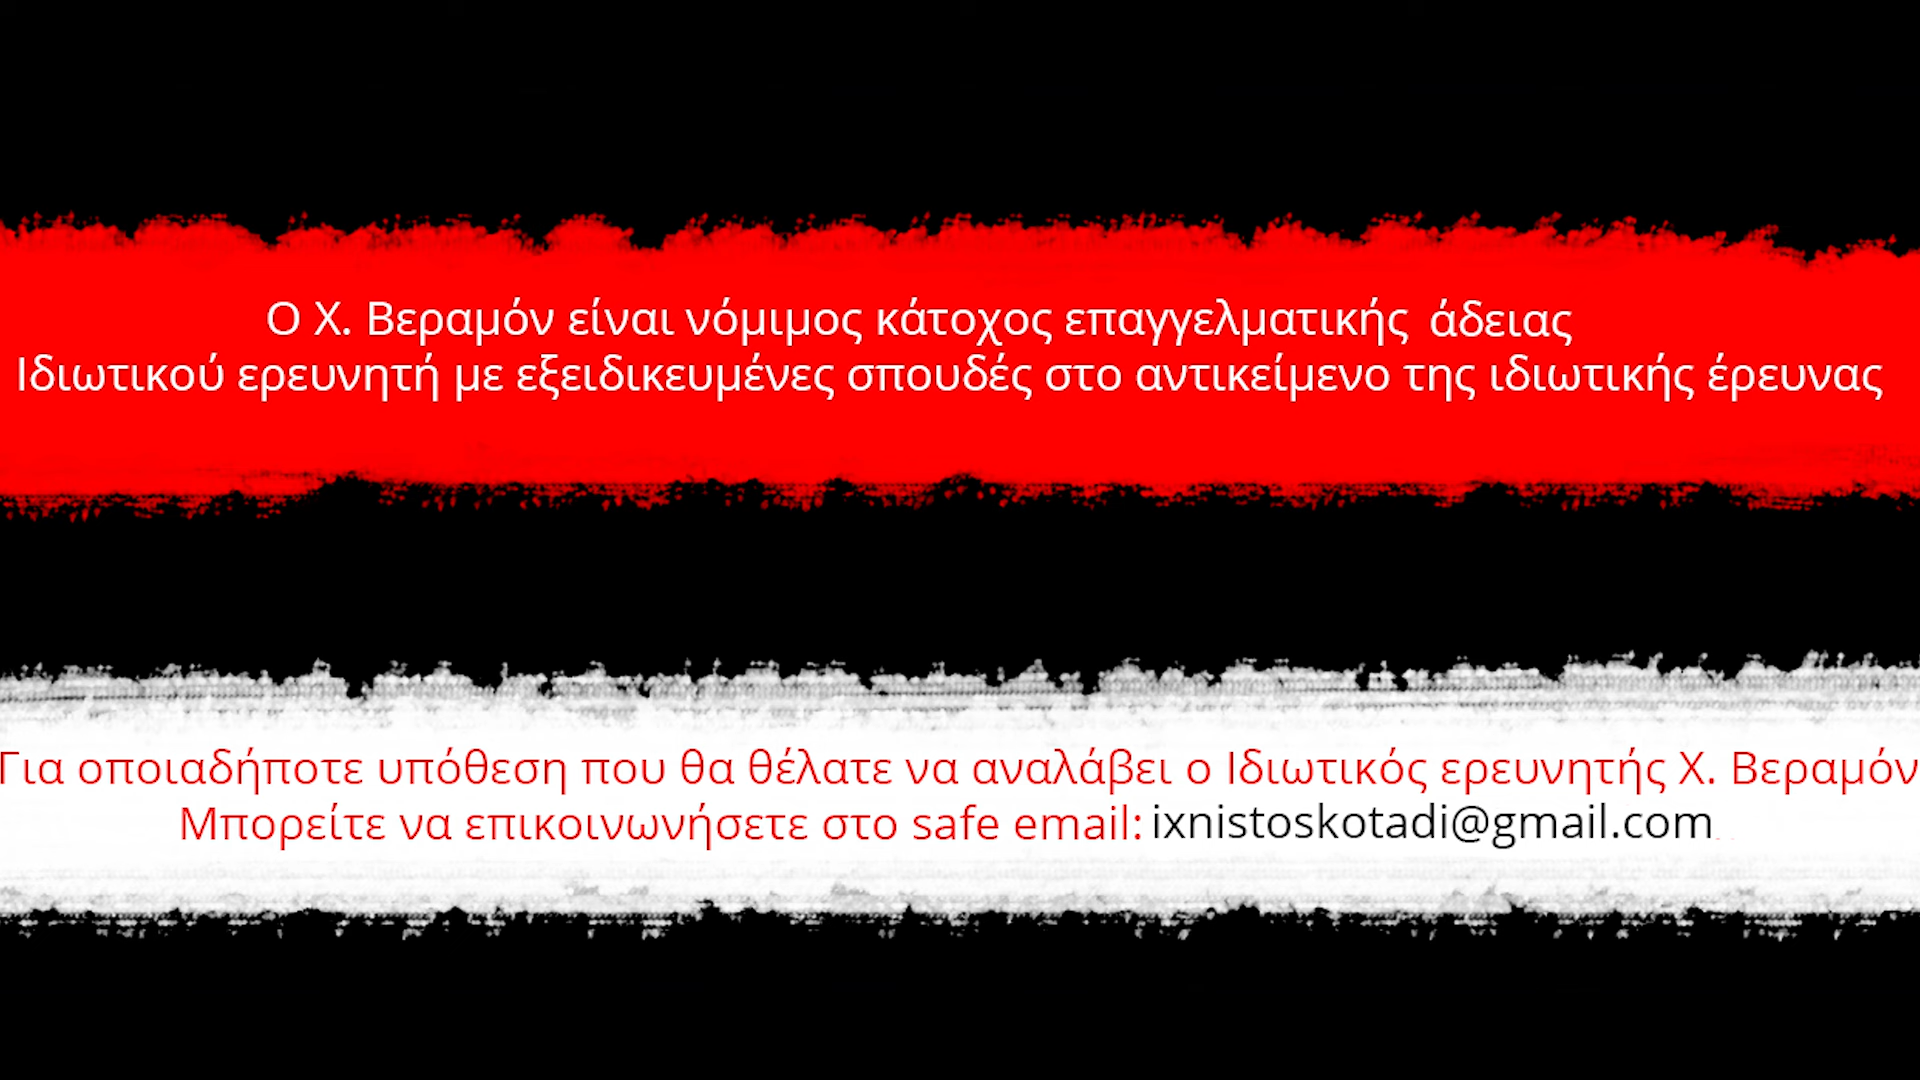 Ο Χ. Βεραμόν είναι νόμιμος κάτοχος επαγγελματικής άδειας
Ιδιωτικού ερευνητή με εξειδικευμένες σπουδές στο αντικείμενο της ιδιωτικής έρευνας
Για οποιαδήποτε υπόθεση που θα θέλατε να αναλάβει ο Ιδιωτικός ερευνητής Χ. Βεραμόν
Μπορείτε να επικοινωνήσετε στο safe email: ixnistoskotadi@gmail.com